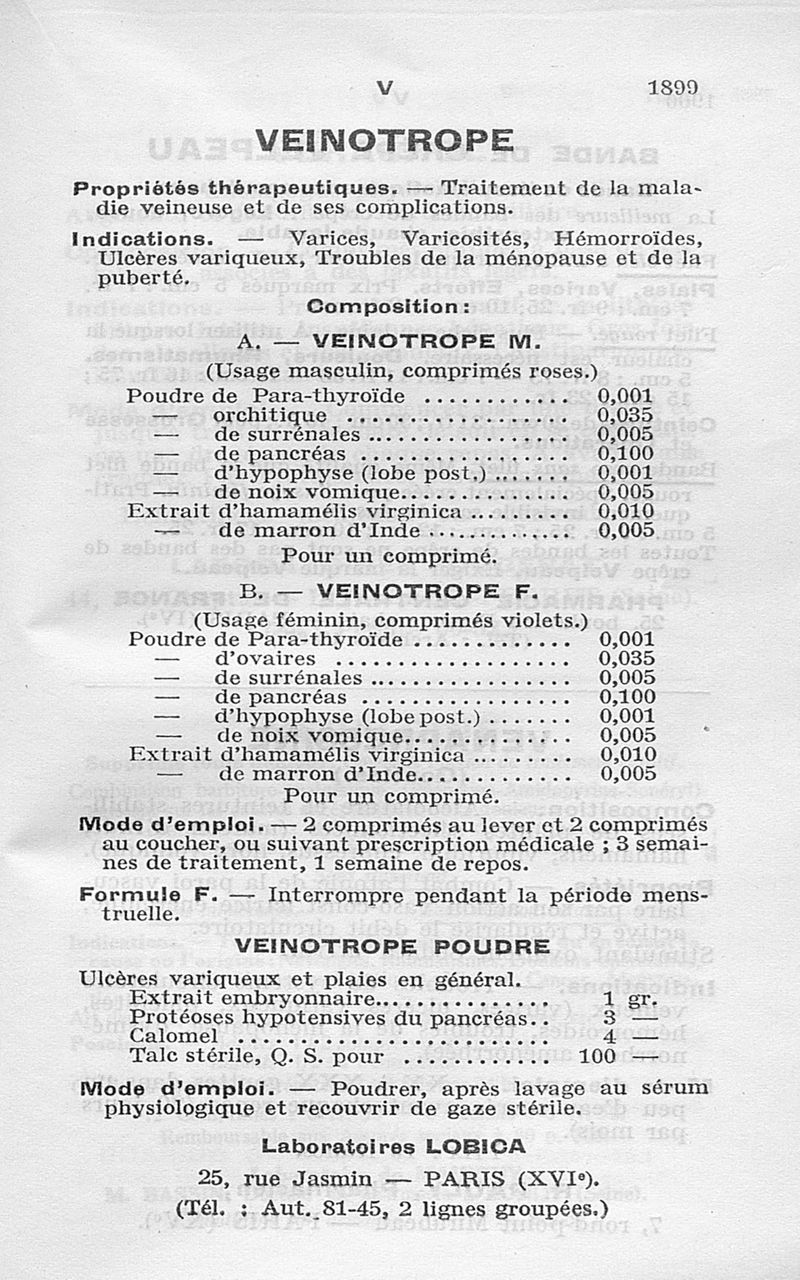 V 1899
VEINOTROPE
Propriétés thérapeutiques. — Traitement de la mala-
die veineuse et de ses complications.
Indications. — Varices, Varicosités, Hémorroïdes,
Ulcères variqueux, Troubles de la ménopause et de la
puberté.
Composition :
A. — VEINOTROPE M.
(Usage masculin, comprimés roses.)
Poudre de Para-thyroïde ............ 0,001
— orchitique .................. 0,035
— de surrénales ................ 0,005
— de pancréas ................. 0,100
— d'hypophyse (lobe post.) ....... 0,001
— de noix vomique.............. 0,005
Extrait d'hamamélis virginica ......... 0,010
— de marron d'Inde ............. 0,005
Pour un comprimé.
B. — VEINOTROPE F.
(Usage féminin, comprimés violets.)
Poudre de Para-thyroïde ............. 0,001
— d'ovaires ................... 0,035
— de surrénales ................ 0,005
— de pancréas ................. 0,100
— d'hypophyse (lobe post.) ....... 0,001
— de noix vomique.............. 0,005
Extrait d'hamamélis virginica ......... 0,010
— de marron d'Inde............. 0,005
Pour un comprimé.
Mode d'emploi. — 2 comprimés au lever et 2 comprimés
au coucher, ou suivant prescription médicale ; 3 semai-
nes de traitement, 1 semaine de repos.
Formule F. — Interrompre pendant la période mens-
truelle.
VEINOTROPE POUDRE
Ulcères variqueux et plaies en général.
Extrait embryonnaire.............. 1 gr.
Protéoses hypotensives du pancréas.. 3 —
Calomel ......................... 4 —
Talc stérile, Q. S. pour ............ 100 —
Mode d'emploi. — Poudrer, après lavage au sérum
physiologique et recouvrir de gaze stérile.
Laboratoires LOBICA
25, rue Jasmin — PARIS (XVIe).
(Tél. : Aut. 81-45, 2 lignes groupées.)